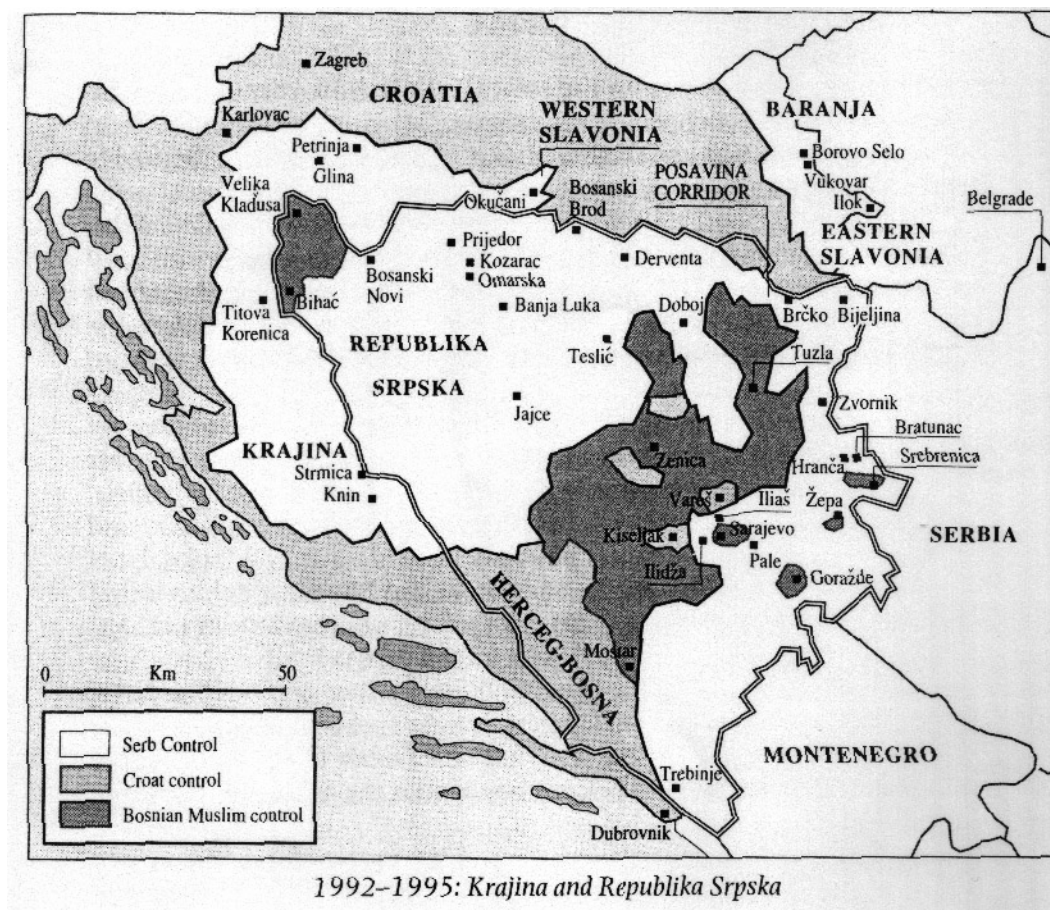 Zagreb
CROATIA
Karlovac
WESTERN
SLAVONIA
BARANJA
Petrinja
Glina
Borovo Selo
Vukovar
Ilok
Velika
Kladuša
Okučani
Bosanski
Brod
POSAVINA
CORRIDOR
Belgrade
EASTERN
SLAVONIA
Prijedor
Kozarac
Omarska
Derventa
Bosanski
Novi
Bihać
Titova
Korenica
Banja Luka
Doboj
Brčko
Bijeljina
REPUBLIKA
SRPSKA
Teslić
Tuzla
Jajce
Zvornik
Bratunac
KRAJINA
Zenica
Hranča
Srebrenica
Strmica
Knin
Vareš
Iliaš
Žepa
Kiseljak
Sarajevo
SERBIA
Ilidža
Pale
Goražde
HERCEG-BOSNA
Mostar
0 Km 50
Serb Control
Croat control
Bosnian Muslim control
MONTENEGRO
Trebinje
Dubrovnik
1992–1995: Krajina and Republika Srpska